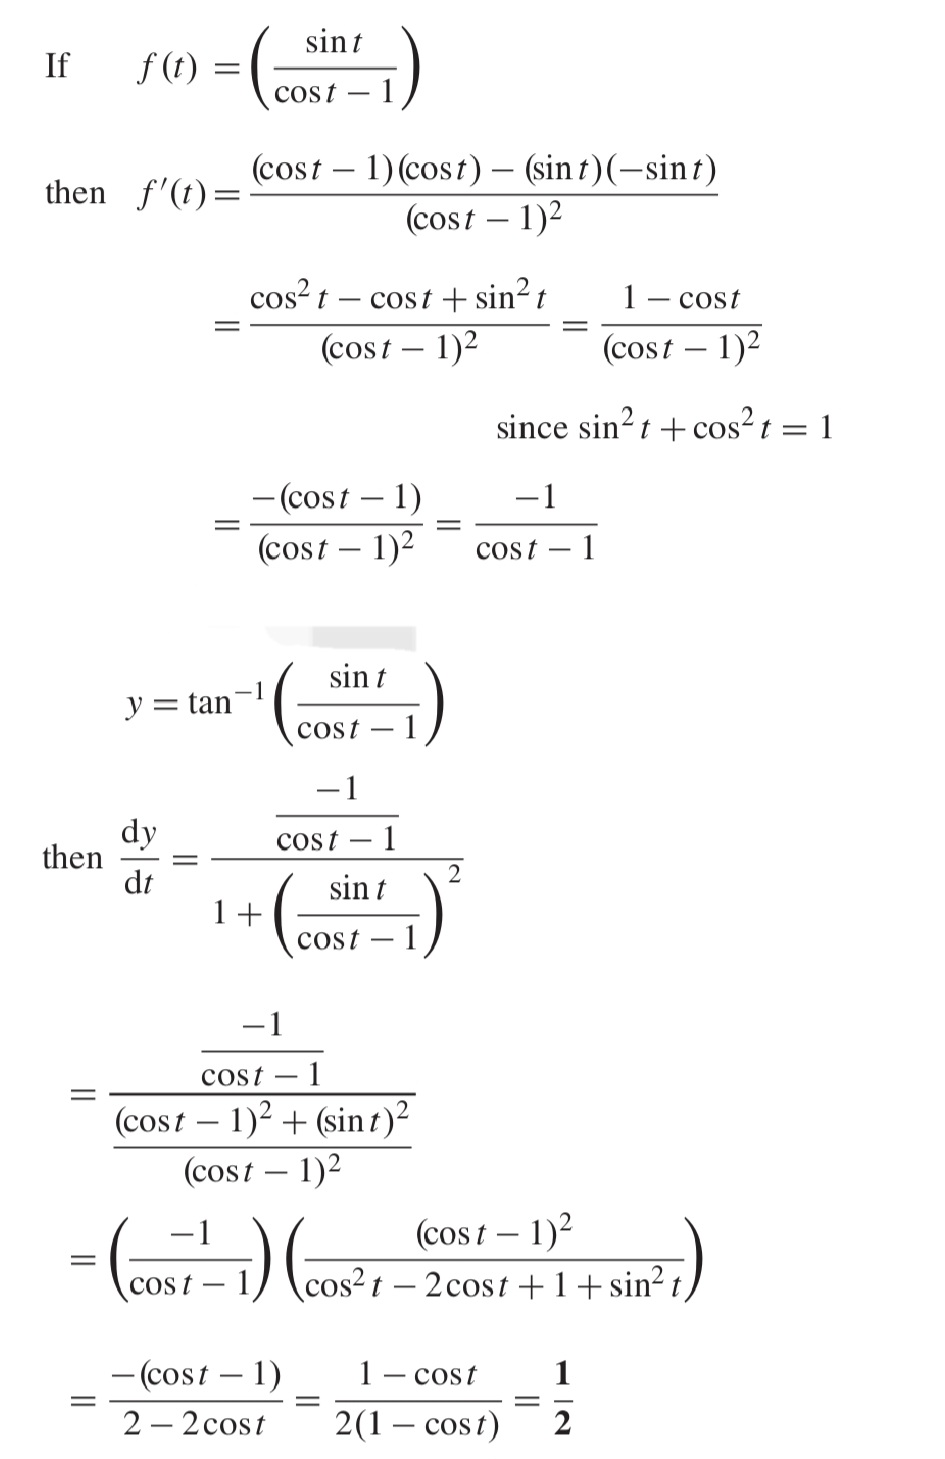 If f(t) = (sin t / (cos t − 1))
then f′(t) = ((cos t − 1)(cos t) − (sin t)(−sin t)) / (cos t − 1)²
= (cos² t − cos t + sin² t) / (cos t − 1)² = (1 − cos t) / (cos t − 1)²
since sin² t + cos² t = 1
= −(cos t − 1) / (cos t − 1)² = −1 / (cos t − 1)
y = tan⁻¹ (sin t / (cos t − 1))
then dy/dt = (−1 / (cos t − 1)) / (1 + (sin t / (cos t − 1))²)
= (−1 / (cos t − 1)) / (((cos t − 1)² + (sin t)²) / (cos t − 1)²)
= (−1 / (cos t − 1)) ((cos t − 1)² / (cos² t − 2 cos t + 1 + sin² t))
= −(cos t − 1) / (2 − 2 cos t) = (1 − cos t) / (2(1 − cos t)) = 1/2